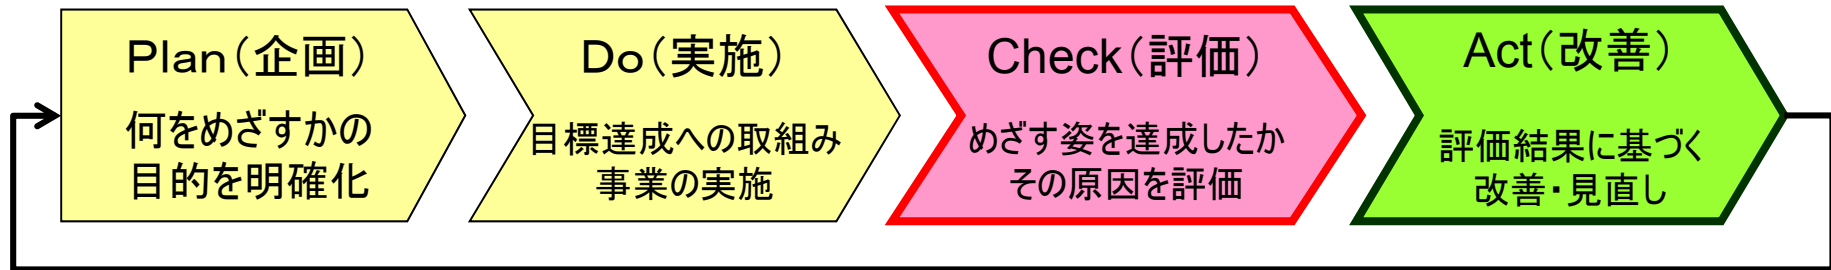 Plan（企画）
何をめざすかの
目的を明確化
Do（実施）
目標達成への取組み
事業の実施
Check（評価）
めざす姿を達成したか
その原因を評価
Act（改善）
評価結果に基づく
改善・見直し